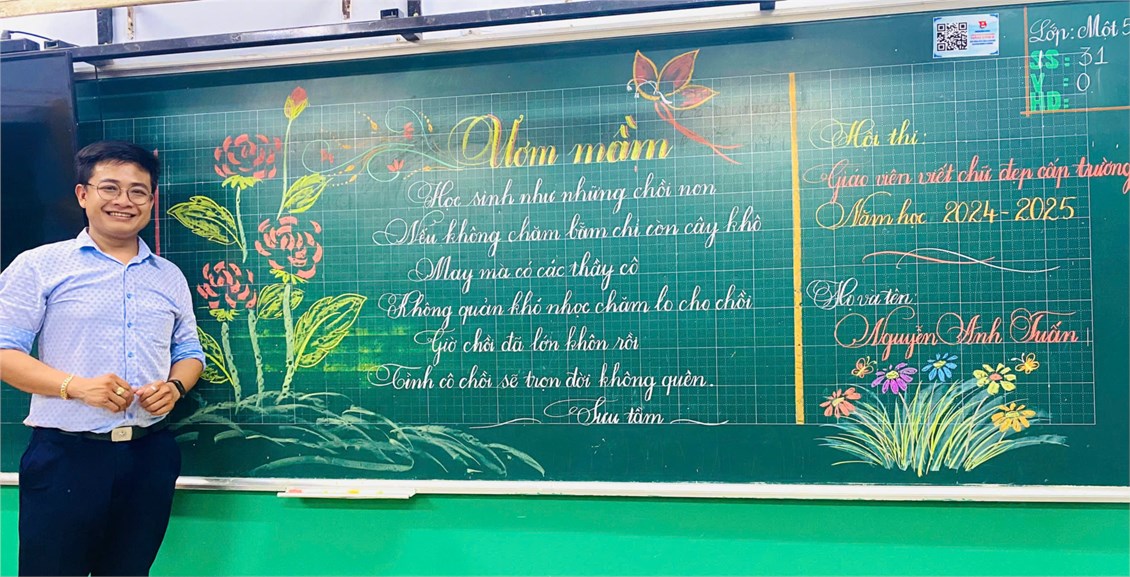 Ươm mầm
Học sinh như những chồi non
Nếu không chăm bẵm chỉ còn cây khô
May mà có các thầy cô
Không quản khó nhọc chăm lo cho chồi
Giờ chồi đã lớn khôn rồi
Tình cô chồi sẽ trọn đời không quên.
Sưu tầm
Hội thi:
Giáo viên viết chữ đẹp cấp trường
Năm học 2024-2025
Họ và tên:
Nguyễn Anh Tuấn
Lớp: Một 5
SS: 31
V: 0
HD: